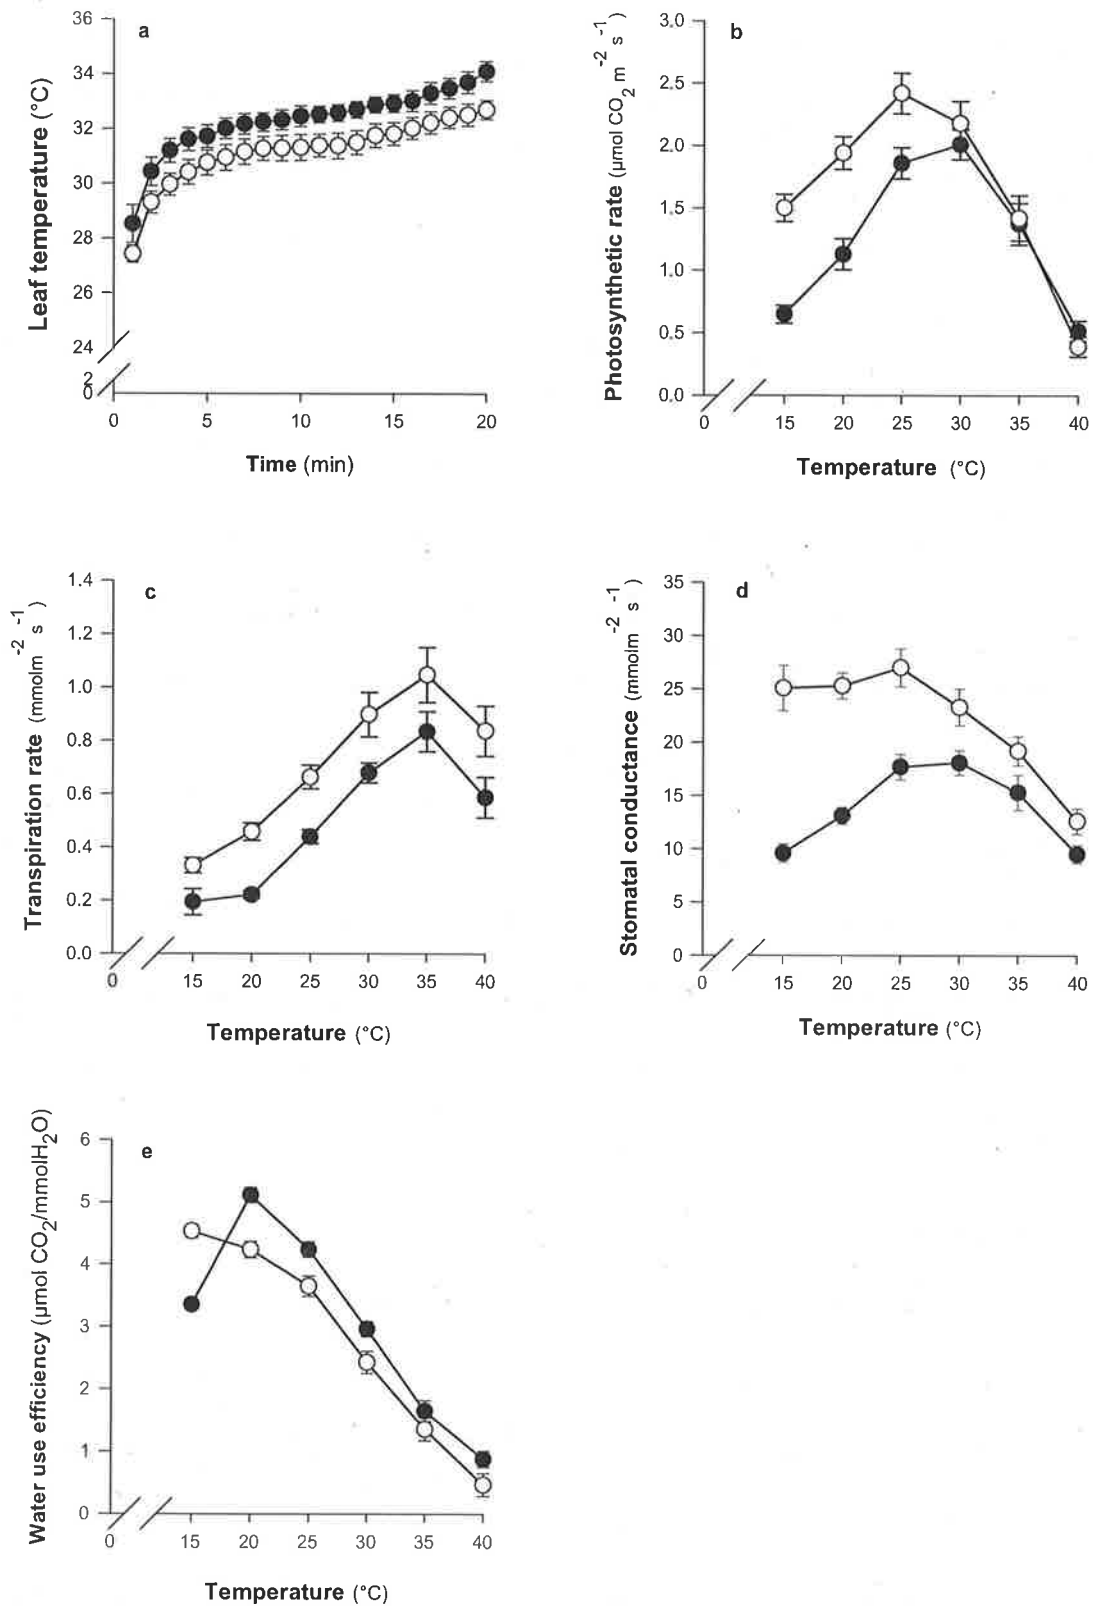 a
Leaf temperature (°C)
36
34
32
30
28
26
24
2
0
0 5 10 15 20
Time (min)
b
Photosynthetic rate (µmol CO2 m-2 s-1)
3.0
2.5
2.0
1.5
1.0
0.5
0.0
0 15 20 25 30 35 40
Temperature (°C)
c
Transpiration rate (mmolm-2 s-1)
1.4
1.2
1.0
0.8
0.6
0.4
0.2
0.0
0 15 20 25 30 35 40
Temperature (°C)
d
Stomatal conductance (mmolm-2 s-1)
35
30
25
20
15
10
5
0
0 15 20 25 30 35 40
Temperature (°C)
e
Water use efficiency (µmol CO2/mmolH2O)
6
5
4
3
2
1
0
0 15 20 25 30 35 40
Temperature (°C)